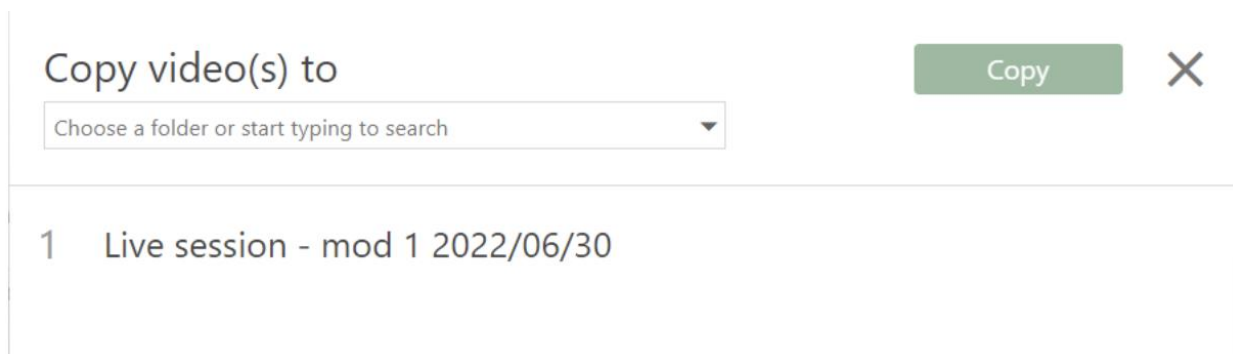 Copy video(s) to
Copy
Choose a folder or start typing to search
1 Live session - mod 1 2022/06/30